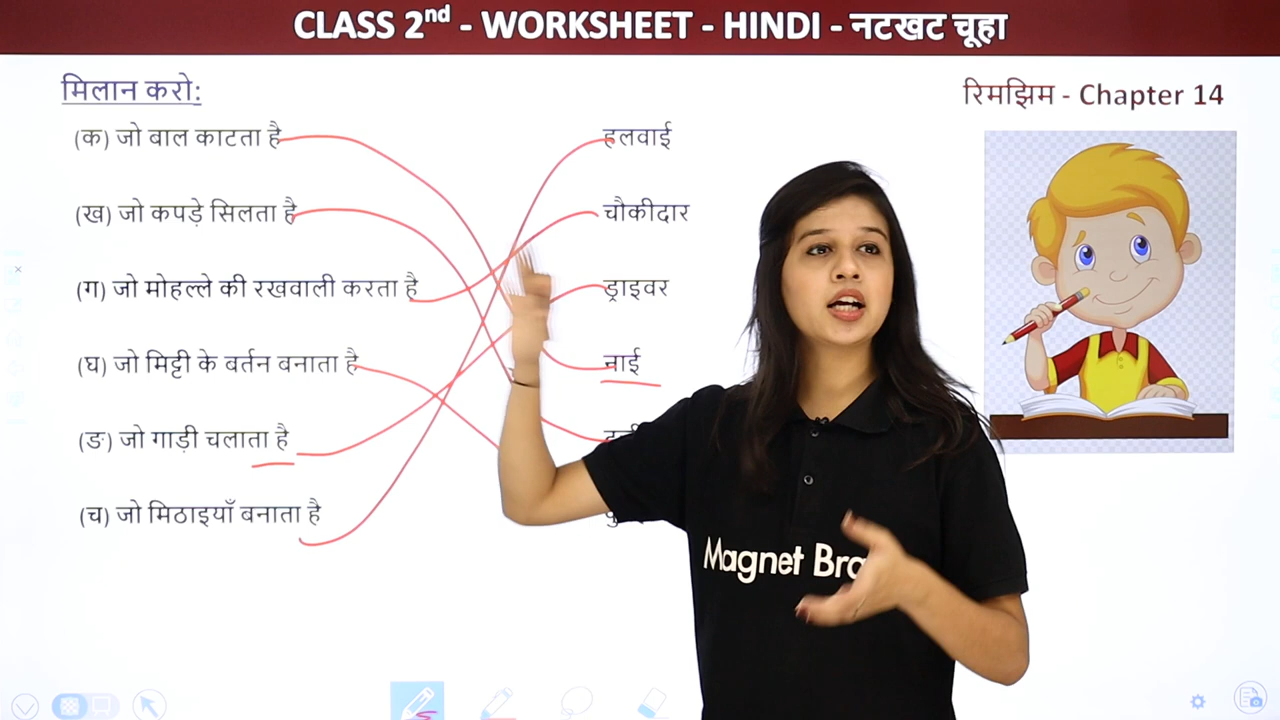 CLASS 2nd - WORKSHEET - HINDI - नटखट चूहा
मिलान करो:
रिमझिम - Chapter 14
(क) जो बाल काटता है हलवाई
(ख) जो कपड़े सिलता है चौकीदार
(ग) जो मोहल्ले की रखवाली करता है ड्राइवर
(घ) जो मिट्टी के बर्तन बनाता है नाई
(ङ) जो गाड़ी चलाता है
(च) जो मिठाइयाँ बनाता है
Magnet